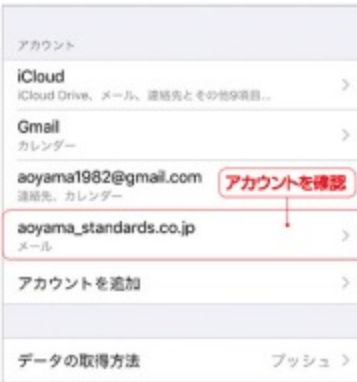 アカウント
iCloud
iCloud Drive、メール、連絡先とその他9項目...
Gmail
カレンダー
aoyama1982@gmail.com
連絡先、カレンダー
アカウントを確認
aoyama_standards.co.jp
メール
アカウントを追加
データの取得方法 プッシュ